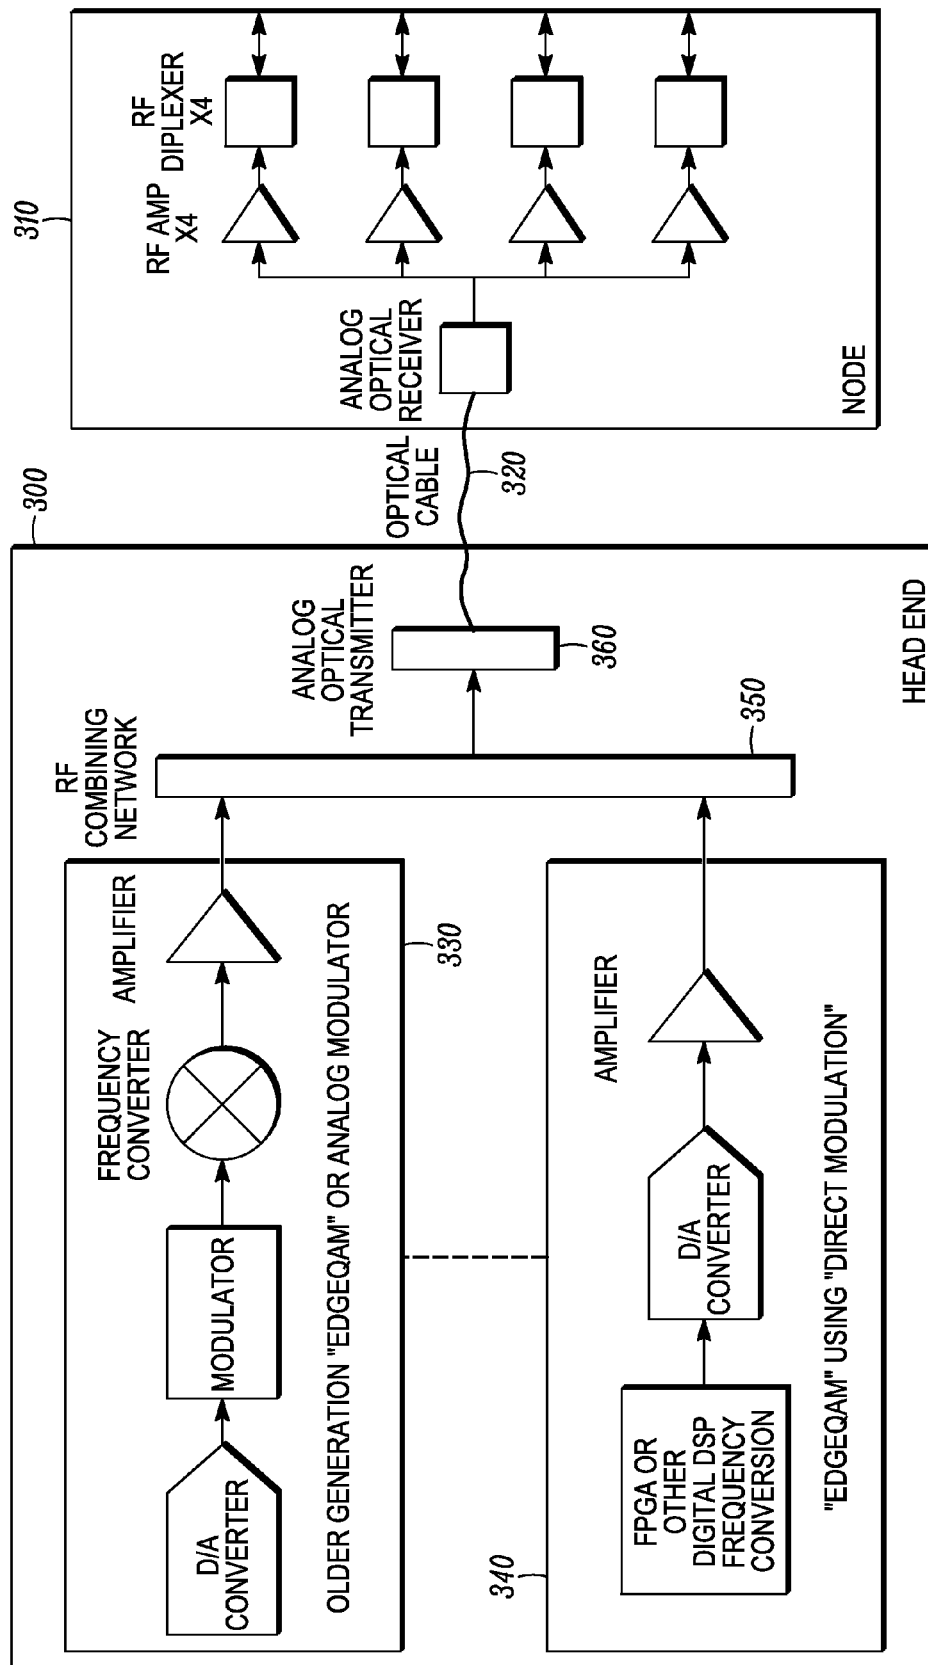 300
HEAD END
330
D/A
CONVERTER
MODULATOR
FREQUENCY
CONVERTER
AMPLIFIER
OLDER GENERATION "EDGEQAM" OR ANALOG MODULATOR
340
FPGA OR
OTHER
DIGITAL DSP
FREQUENCY
CONVERSION
D/A
CONVERTER
AMPLIFIER
"EDGEQAM" USING "DIRECT MODULATION"
RF
COMBINING
NETWORK
350
ANALOG
OPTICAL
TRANSMITTER
360
OPTICAL
CABLE
320
310
ANALOG
OPTICAL
RECEIVER
RF AMP
X4
RF
DIPLEXER
X4
NODE